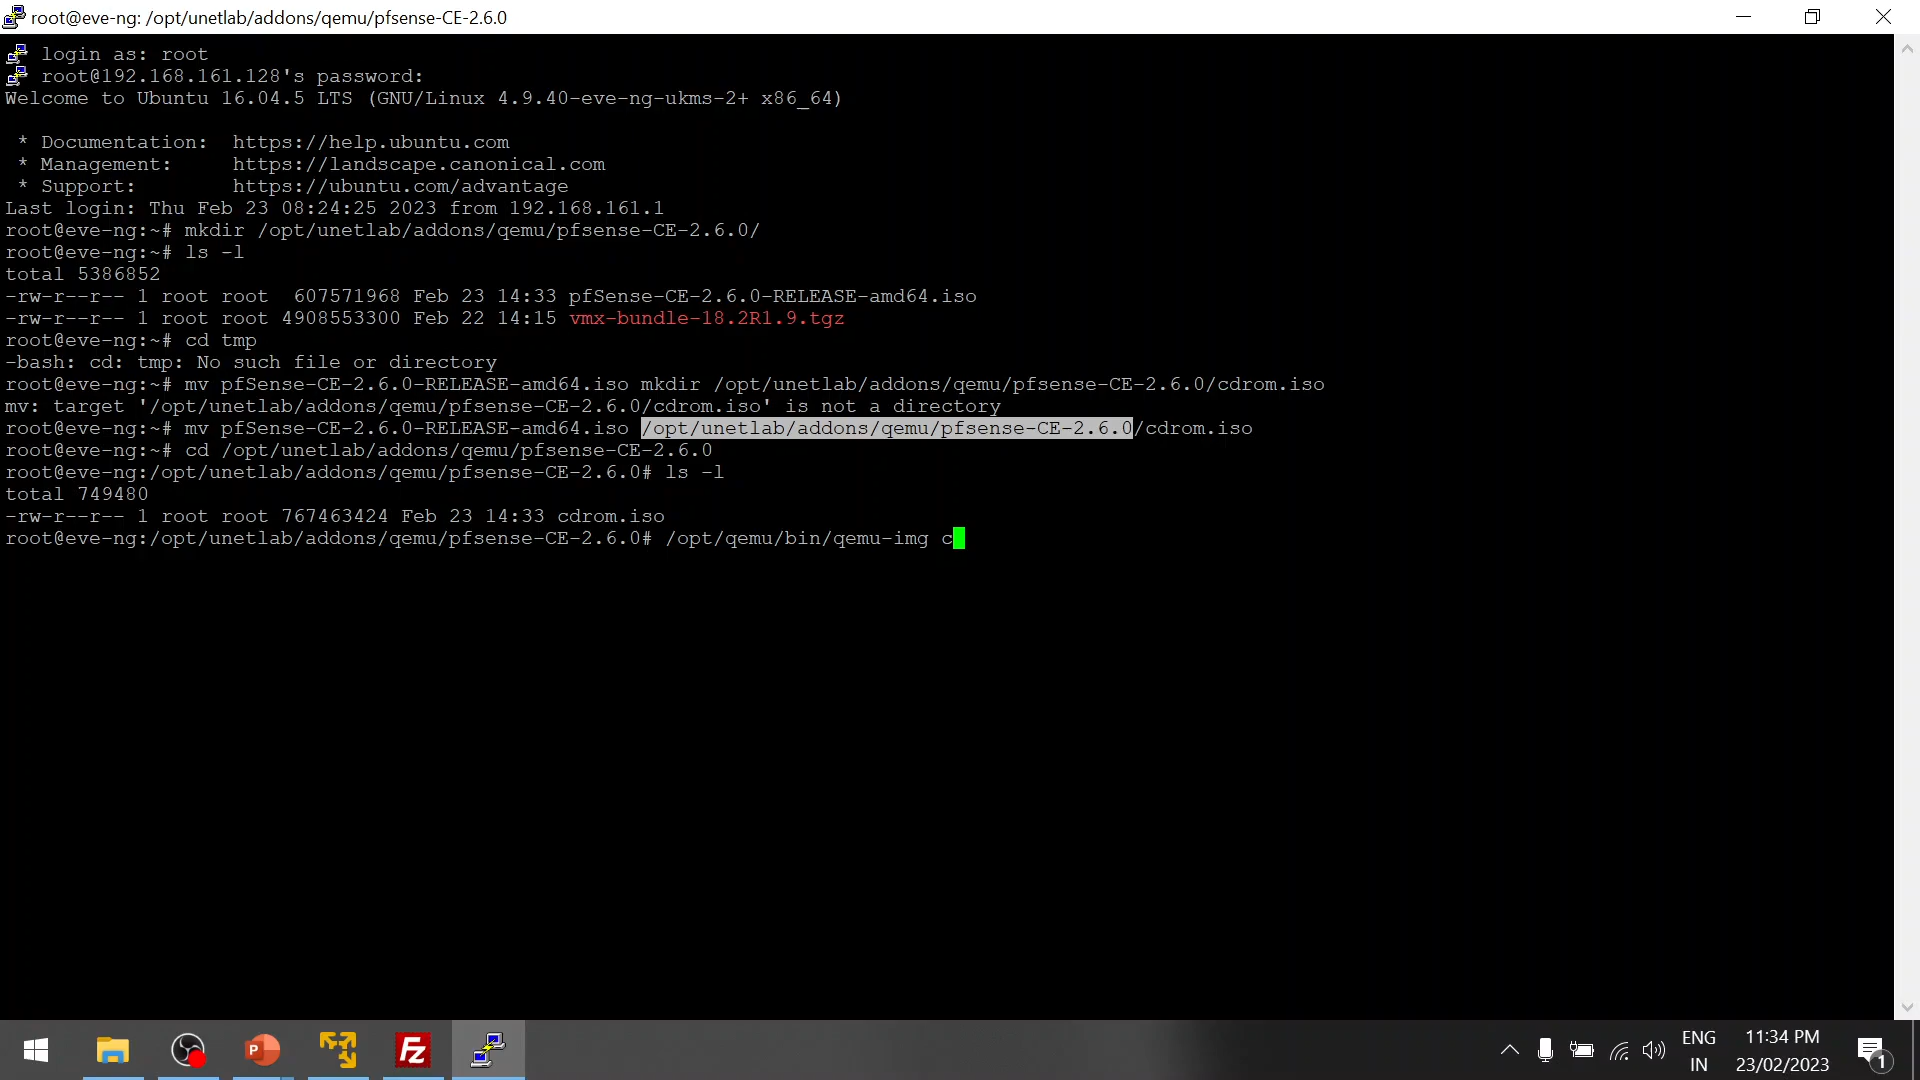 root@eve-ng: /opt/unetlab/addons/qemu/pfsense-CE-2.6.0
login as: root
root@192.168.161.128's password:
Welcome to Ubuntu 16.04.5 LTS (GNU/Linux 4.9.40-eve-ng-ukms-2+ x86_64)
* Documentation:  https://help.ubuntu.com
* Management:     https://landscape.canonical.com
* Support:        https://ubuntu.com/advantage
Last login: Thu Feb 23 08:24:25 2023 from 192.168.161.1
root@eve-ng:~# mkdir /opt/unetlab/addons/qemu/pfsense-CE-2.6.0/
root@eve-ng:~# ls -l
total 5386852
-rw-r--r-- 1 root root  607571968 Feb 23 14:33 pfSense-CE-2.6.0-RELEASE-amd64.iso
-rw-r--r-- 1 root root 4908553300 Feb 22 14:15 vmx-bundle-18.2R1.9.tgz
root@eve-ng:~# cd tmp
-bash: cd: tmp: No such file or directory
root@eve-ng:~# mv pfSense-CE-2.6.0-RELEASE-amd64.iso mkdir /opt/unetlab/addons/qemu/pfsense-CE-2.6.0/cdrom.iso
mv: target '/opt/unetlab/addons/qemu/pfsense-CE-2.6.0/cdrom.iso' is not a directory
root@eve-ng:~# mv pfSense-CE-2.6.0-RELEASE-amd64.iso /opt/unetlab/addons/qemu/pfsense-CE-2.6.0/cdrom.iso
root@eve-ng:~# cd /opt/unetlab/addons/qemu/pfsense-CE-2.6.0
root@eve-ng:/opt/unetlab/addons/qemu/pfsense-CE-2.6.0# ls -l
total 749480
-rw-r--r-- 1 root root 767463424 Feb 23 14:33 cdrom.iso
root@eve-ng:/opt/unetlab/addons/qemu/pfsense-CE-2.6.0# /opt/qemu/bin/qemu-img c
P
Fz
ENG
IN
11:34 PM
23/02/2023
1